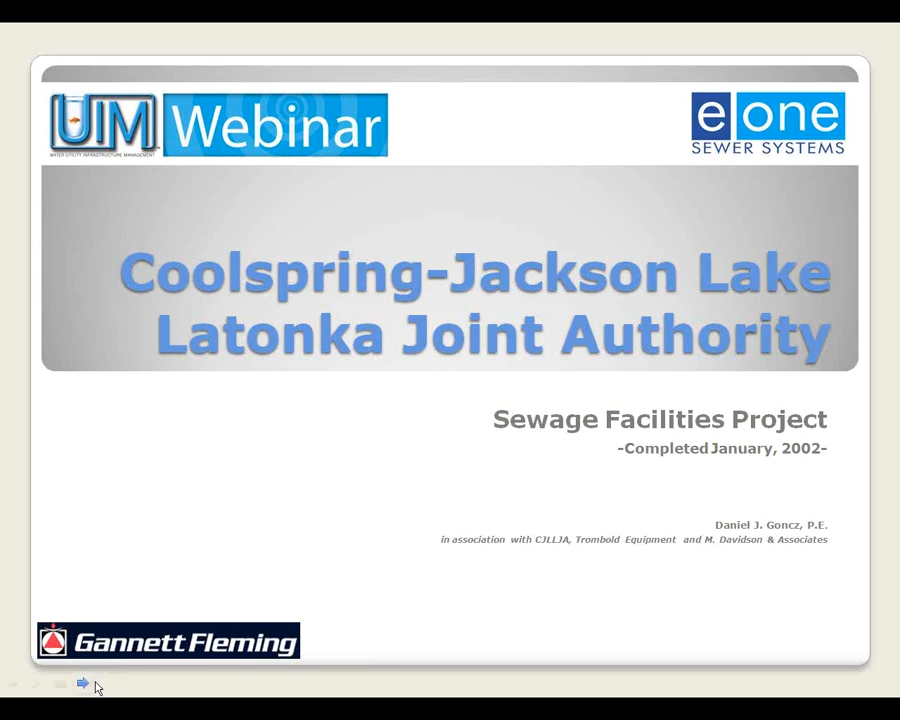 UIM Webinar
WATER UTILITY INFRASTRUCTURE MANAGEMENT
e one
SEWER SYSTEMS
Coolspring-Jackson Lake
Latonka Joint Authority
Sewage Facilities Project
-Completed January, 2002-
Daniel J. Goncz, P.E.
in association with CJLLJA, Trombold Equipment and M. Davidson & Associates
Gannett Fleming